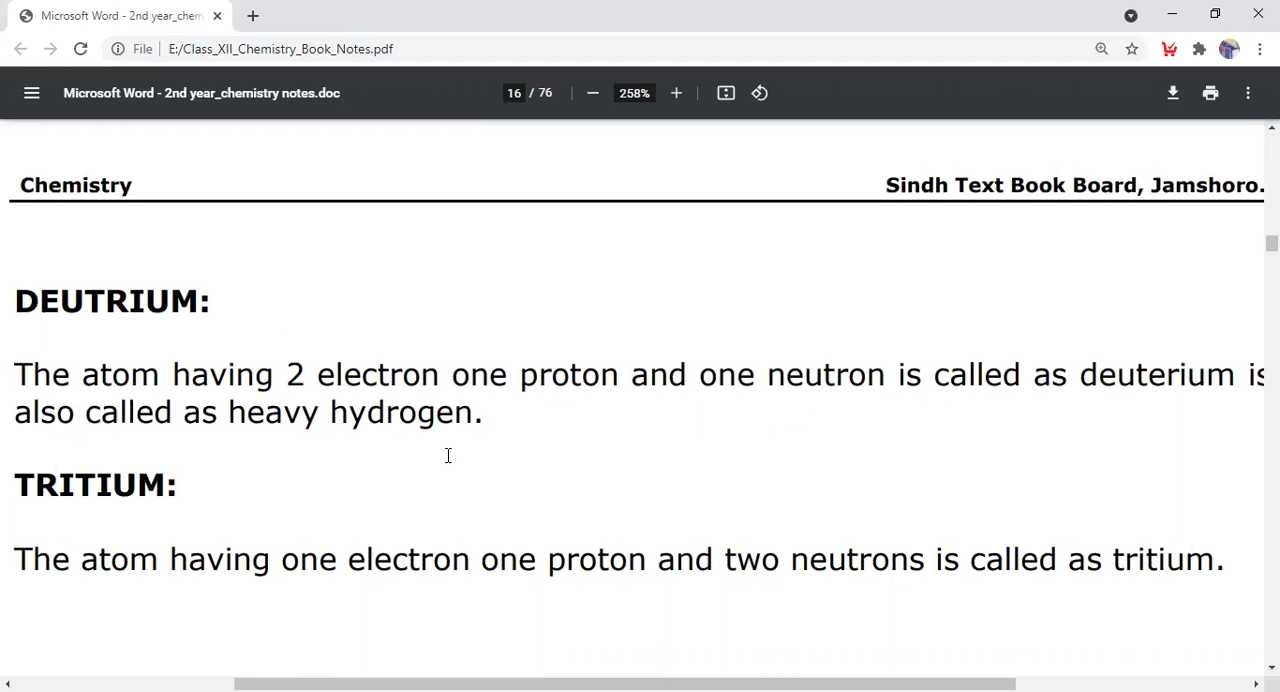 Microsoft Word - 2nd year_chem
File E:/Class_XII_Chemistry_Book_Notes.pdf
Microsoft Word - 2nd year_chemistry notes.doc 16 / 76 258%
Chemistry Sindh Text Book Board, Jamshoro.
DEUTRIUM:
The atom having 2 electron one proton and one neutron is called as deuterium is
also called as heavy hydrogen.
TRITIUM:
The atom having one electron one proton and two neutrons is called as tritium.